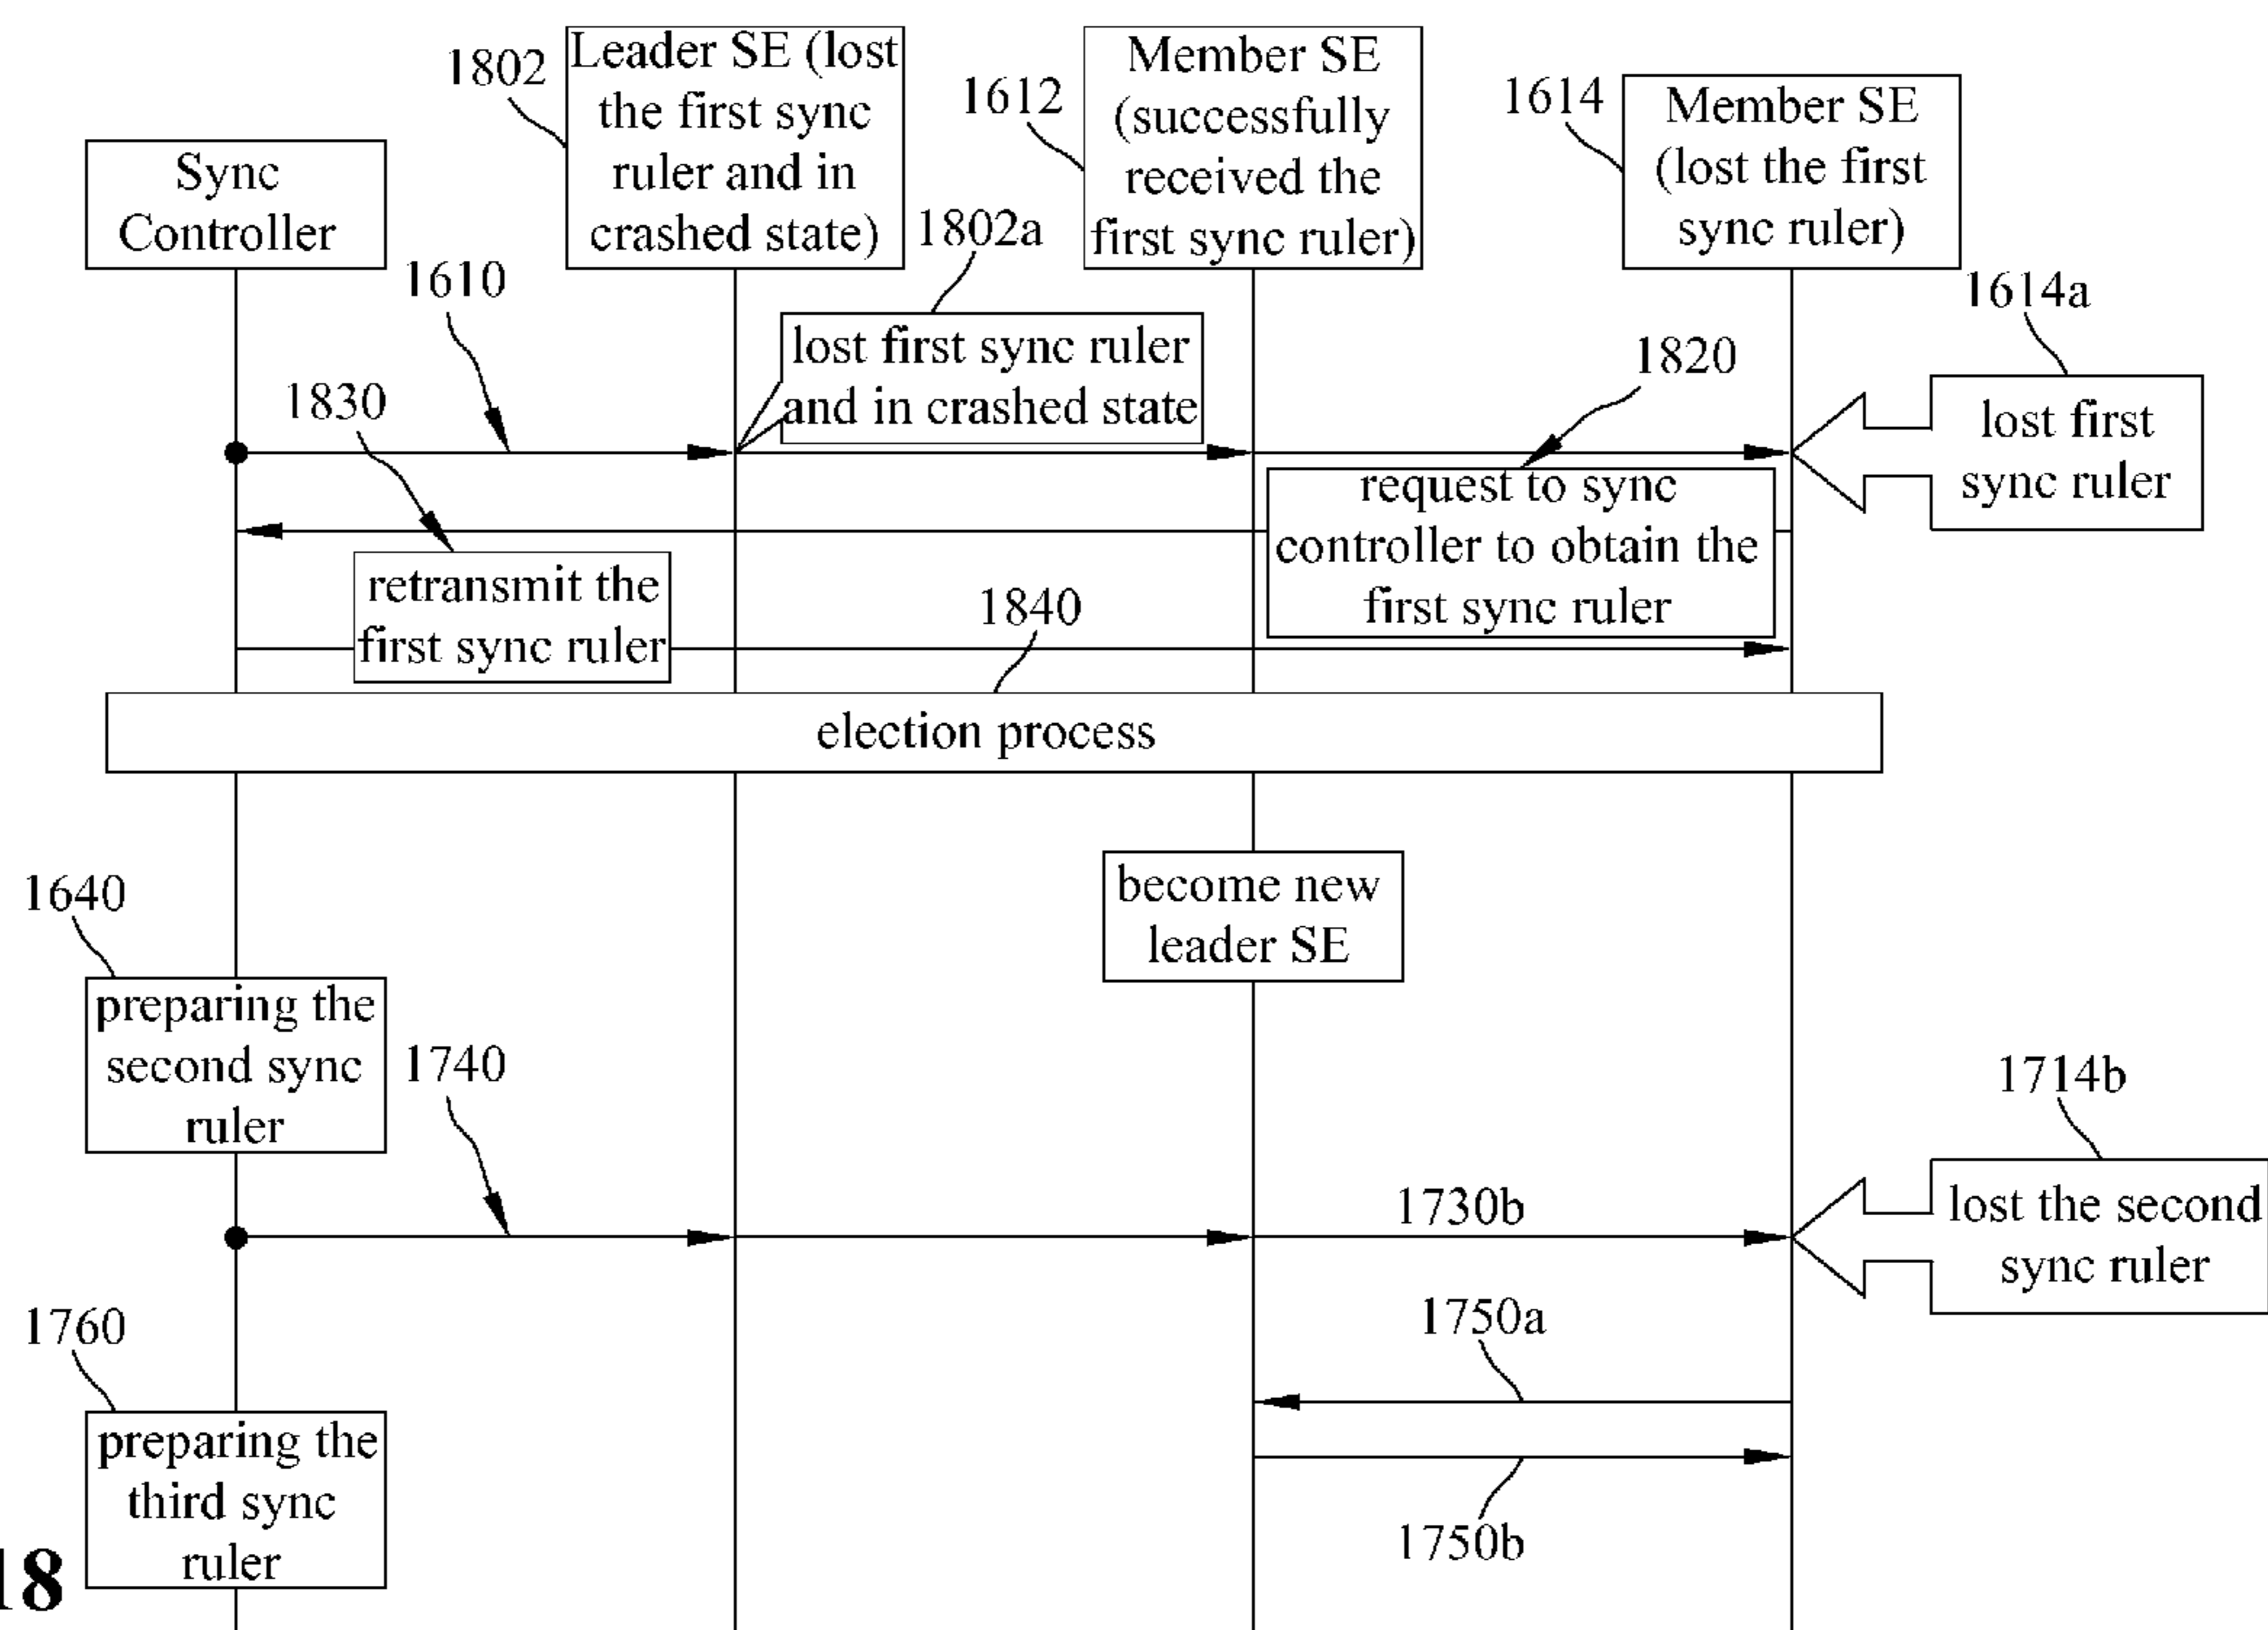 1802
Leader SE (lost
the first sync
ruler and in
crashed state)
1612
Member SE
(successfully
received the
first sync ruler)
1614
Member SE
(lost the first
sync ruler)
Sync
Controller
1610
1802a
lost first sync ruler
and in crashed state
1614a
lost first
sync ruler
1830
1820
request to sync
controller to obtain the
first sync ruler
retransmit the
first sync ruler
1840
election process
become new
leader SE
1640
preparing the
second sync
ruler
1740
1730b
1714b
lost the second
sync ruler
1750a
1750b
1760
preparing the
third sync
ruler
18